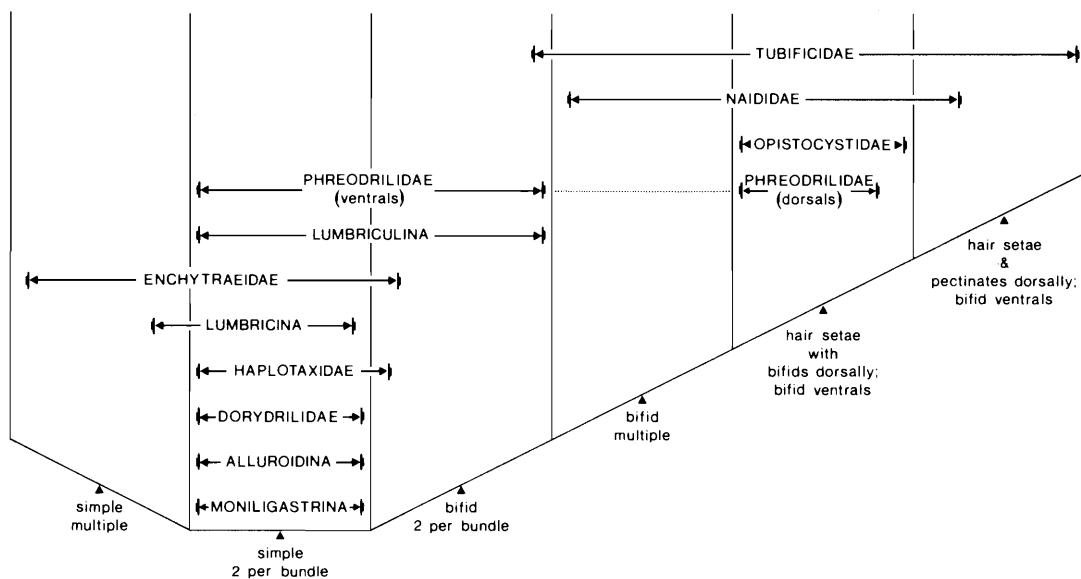 TUBIFICIDAE
NAIDIDAE
OPISTOCYSTIDAE
PHREODRILIDAE
(ventrals)
PHREODRILIDAE
(dorsals)
LUMBRICULINA
ENCHYTRAEIDAE
LUMBRICINA
HAPLOTAXIDAE
DORYDRILIDAE
ALLUROIDINA
MONILIGASTRINA
simple
multiple
simple
2 per bundle
bifid
2 per bundle
bifid
multiple
hair setae
with
bifids dorsally;
bifid ventrals
hair setae
&
pectinates dorsally;
bifid ventrals